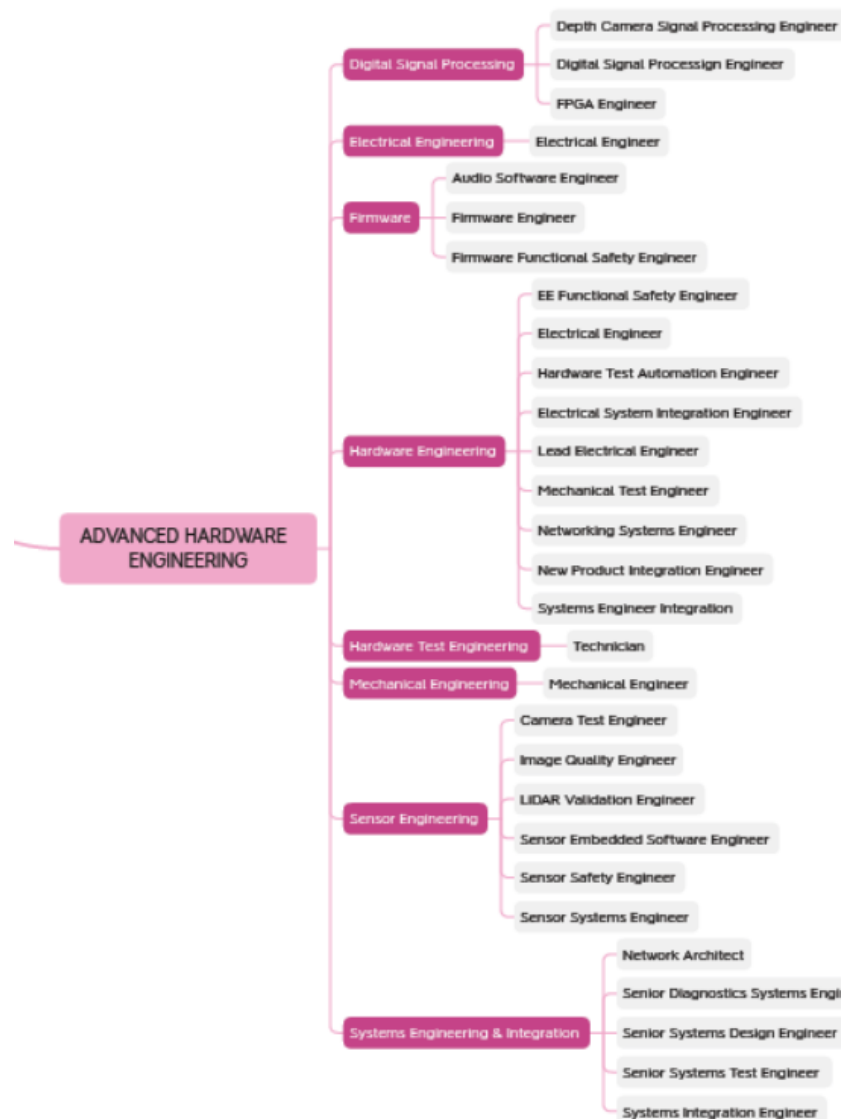 ADVANCED HARDWARE
ENGINEERING
Digital Signal Processing
Depth Camera Signal Processing Engineer
Digital Signal Processign Engineer
FPGA Engineer
Electrical Engineering
Electrical Engineer
Firmware
Audio Software Engineer
Firmware Engineer
Firmware Functional Safety Engineer
Hardware Engineering
EE Functional Safety Engineer
Electrical Engineer
Hardware Test Automation Engineer
Electrical System Integration Engineer
Lead Electrical Engineer
Mechanical Test Engineer
Networking Systems Engineer
New Product Integration Engineer
Systems Engineer Integration
Hardware Test Engineering
Technician
Mechanical Engineering
Mechanical Engineer
Sensor Engineering
Camera Test Engineer
Image Quality Engineer
LiDAR Validation Engineer
Sensor Embedded Software Engineer
Sensor Safety Engineer
Sensor Systems Engineer
Systems Engineering & Integration
Network Architect
Senior Diagnostics Systems Engi
Senior Systems Design Engineer
Senior Systems Test Engineer
Systems Integration Engineer